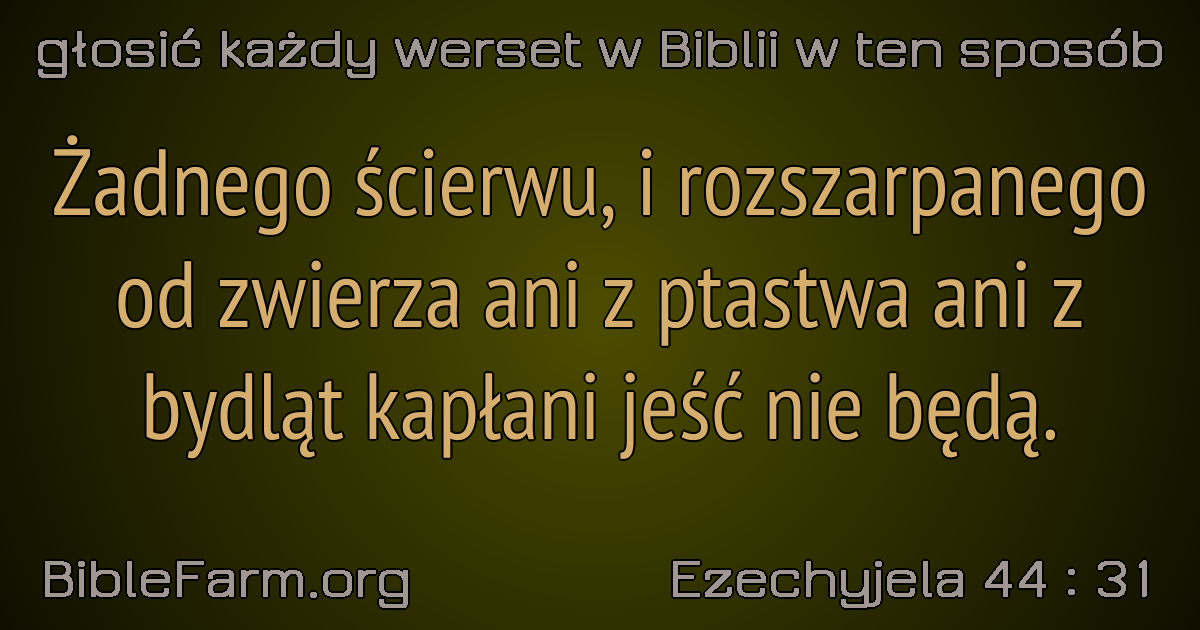 głosić każdy werset w Biblii w ten sposób
Żadnego ścierwu, i rozszarpanego
od zwierza ani z ptastwa ani z
bydląt kapłani jeść nie będą.
BibleFarm.org
Ezechyjela 44 : 31